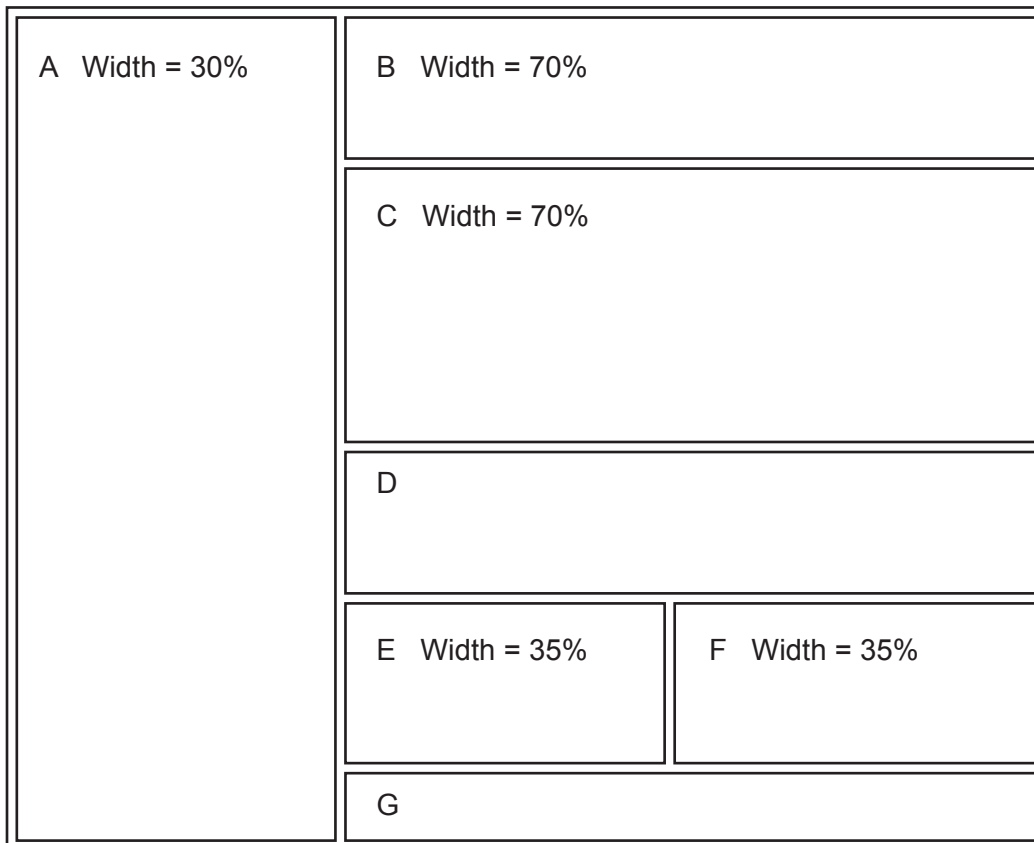 A Width = 30%
B Width = 70%
C Width = 70%
D
E Width = 35%
F Width = 35%
G